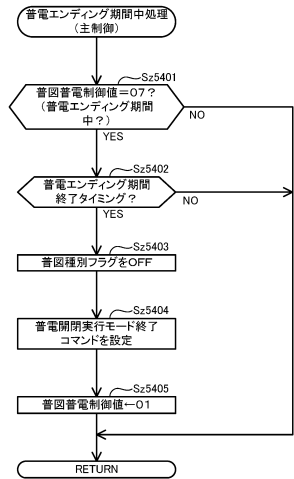 普電エンディング期間中処理
(主制御)
Sz5401
普図普電制御値=07?
(普電エンディング期間
中?)
NO
YES
Sz5402
普電エンディング期間
終了タイミング?
NO
YES
Sz5403
普図種別フラグをOFF
Sz5404
普電開閉実行モード終了
コマンドを設定
Sz5405
普図普電制御値←01
RETURN